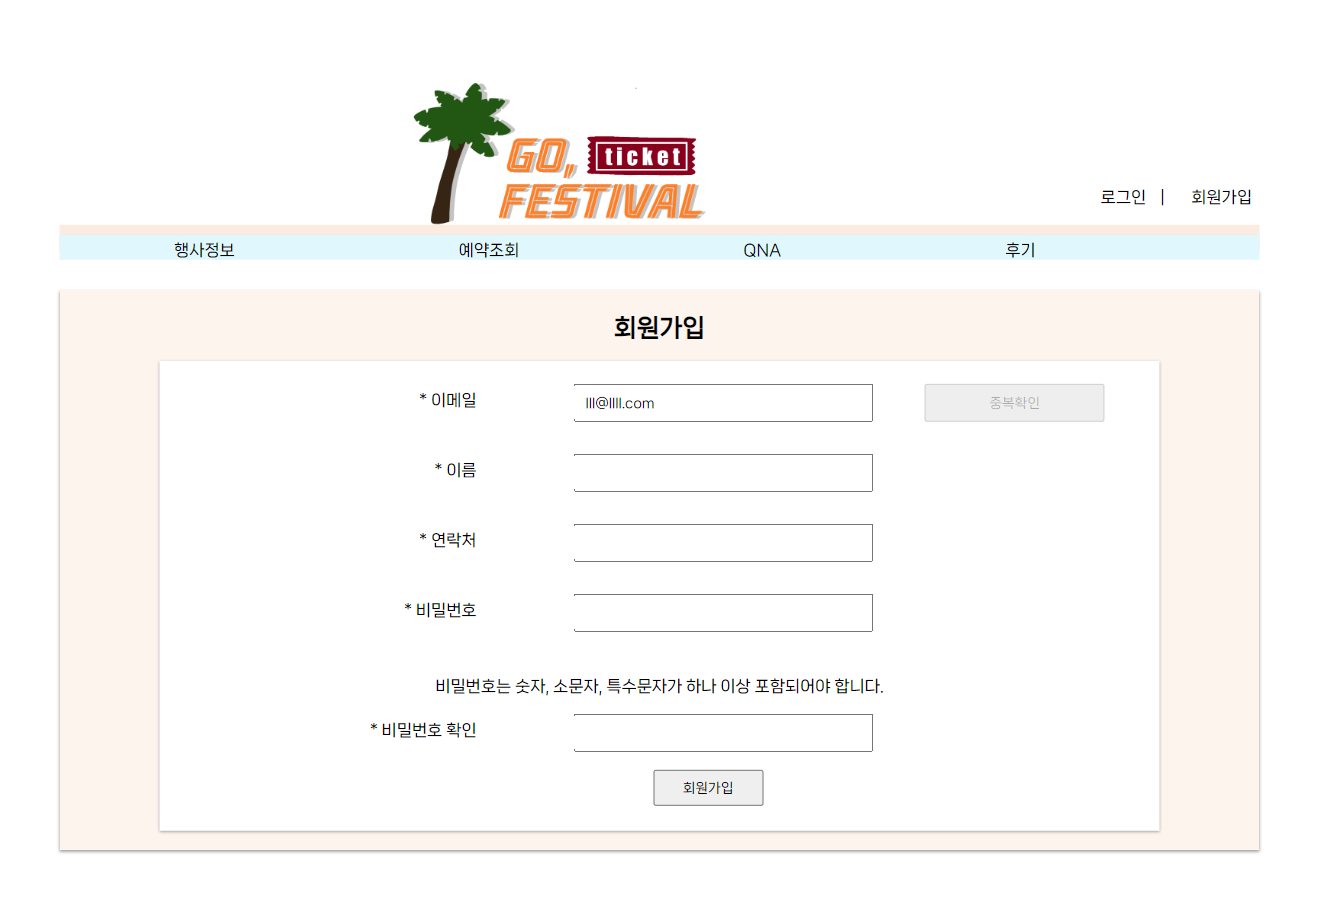 GO, ticket
FESTIVAL
로그인 | 회원가입
행사정보 예약조회 QNA 후기
회원가입
* 이메일 lll@llll.com 중복확인
* 이름
* 연락처
* 비밀번호
비밀번호는 숫자, 소문자, 특수문자가 하나 이상 포함되어야 합니다.
* 비밀번호 확인
회원가입